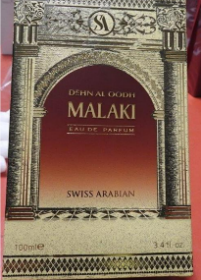 SA
DEHN AL OODH
MALAKI
EAU DE PARFUM
SWISS ARABIAN
100ml℮ 3.4 fl. oz.